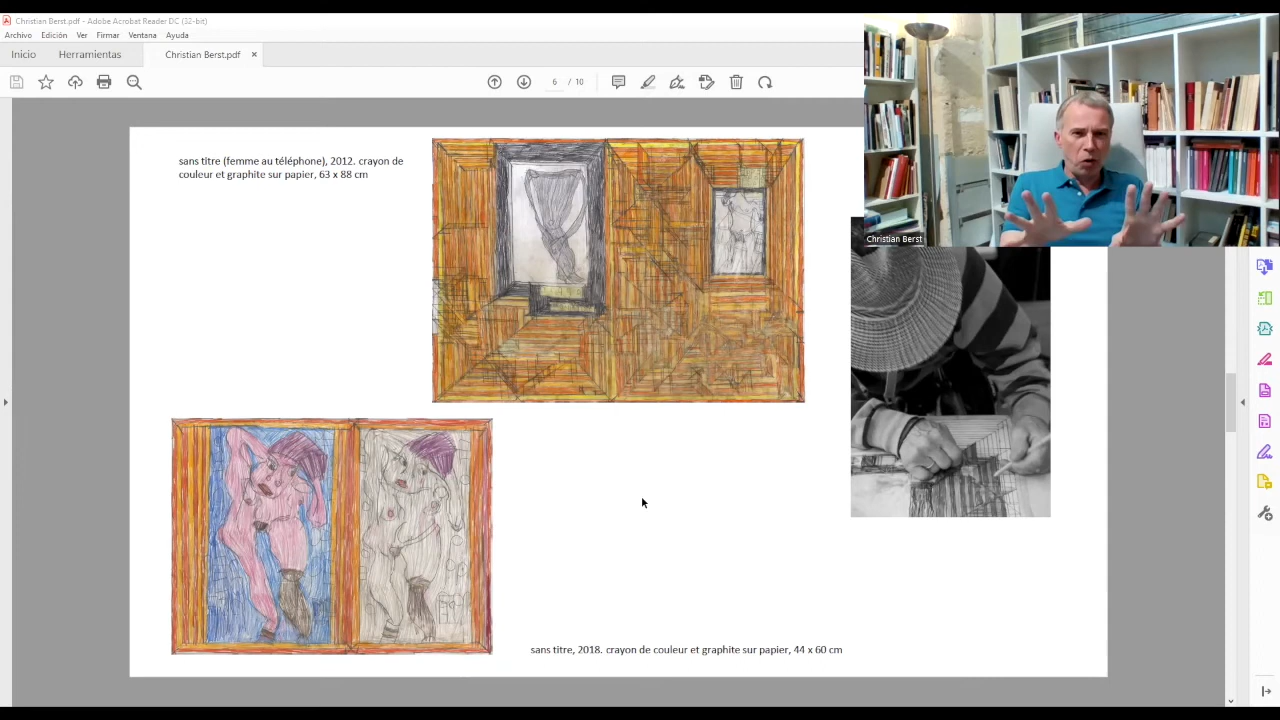 Christian Berst.pdf - Adobe Acrobat Reader DC (32-bit)
Archivo Edición Ver Firmar Ventana Ayuda
Inicio Herramientas Christian Berst.pdf ×
6 / 10
sans titre (femme au téléphone), 2012. crayon de
couleur et graphite sur papier, 63 x 88 cm
Christian Berst
sans titre, 2018. crayon de couleur et graphite sur papier, 44 x 60 cm